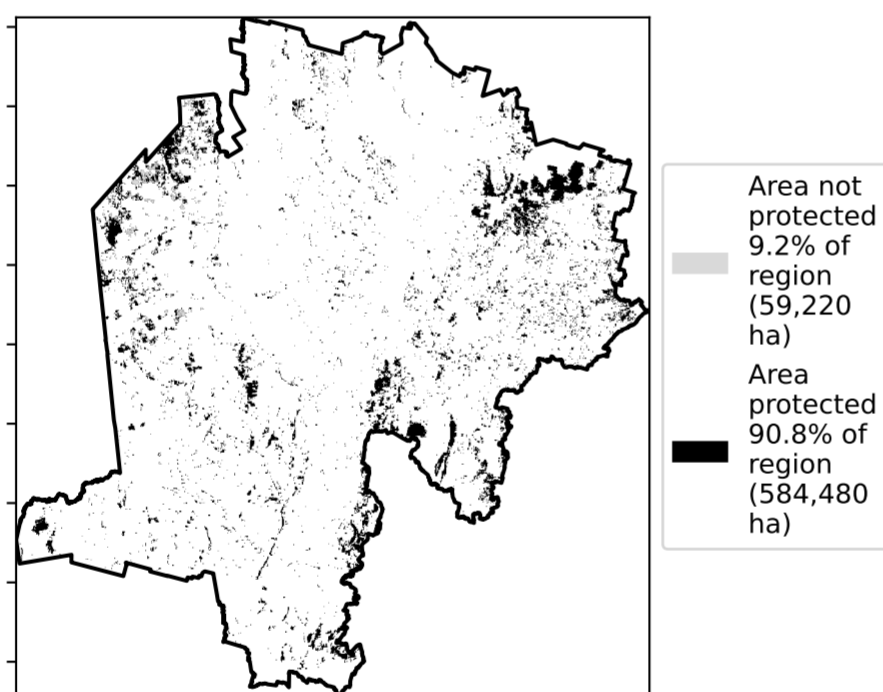 Area not
protected
9.2% of
region
(59,220
ha)
Area
protected
90.8% of
region
(584,480
ha)